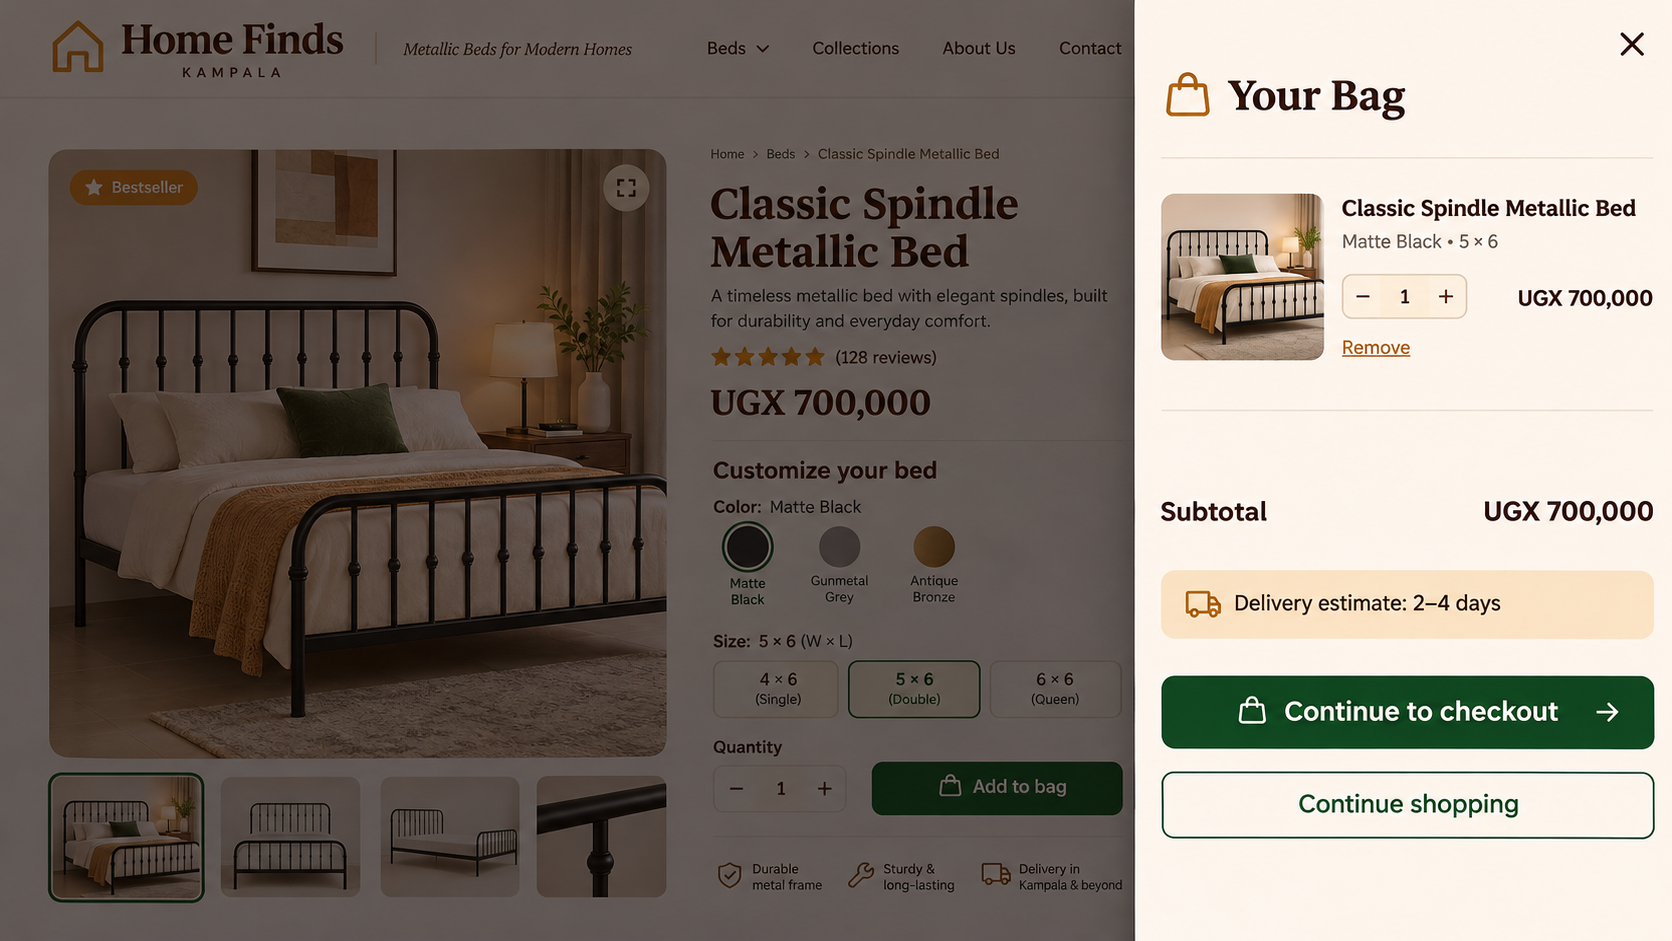 Home Finds
KAMPALA
Metallic Beds for Modern Homes
Beds
Collections
About Us
Contact
Bestseller
Home > Beds > Classic Spindle Metallic Bed
Classic Spindle
Metallic Bed
A timeless metallic bed with elegant spindles, built
for durability and everyday comfort.
(128 reviews)
UGX 700,000
Customize your bed
Color: Matte Black
Matte
Black
Gunmetal
Grey
Antique
Bronze
Size: 5 × 6 (W × L)
4 × 6
(Single)
5 × 6
(Double)
6 × 6
(Queen)
Quantity
− 1 +
Add to bag
Durable
metal frame
Sturdy &
long-lasting
Delivery in
Kampala & beyond
Your Bag
Classic Spindle Metallic Bed
Matte Black • 5 × 6
− 1 +
UGX 700,000
Remove
Subtotal
UGX 700,000
Delivery estimate: 2–4 days
Continue to checkout →
Continue shopping